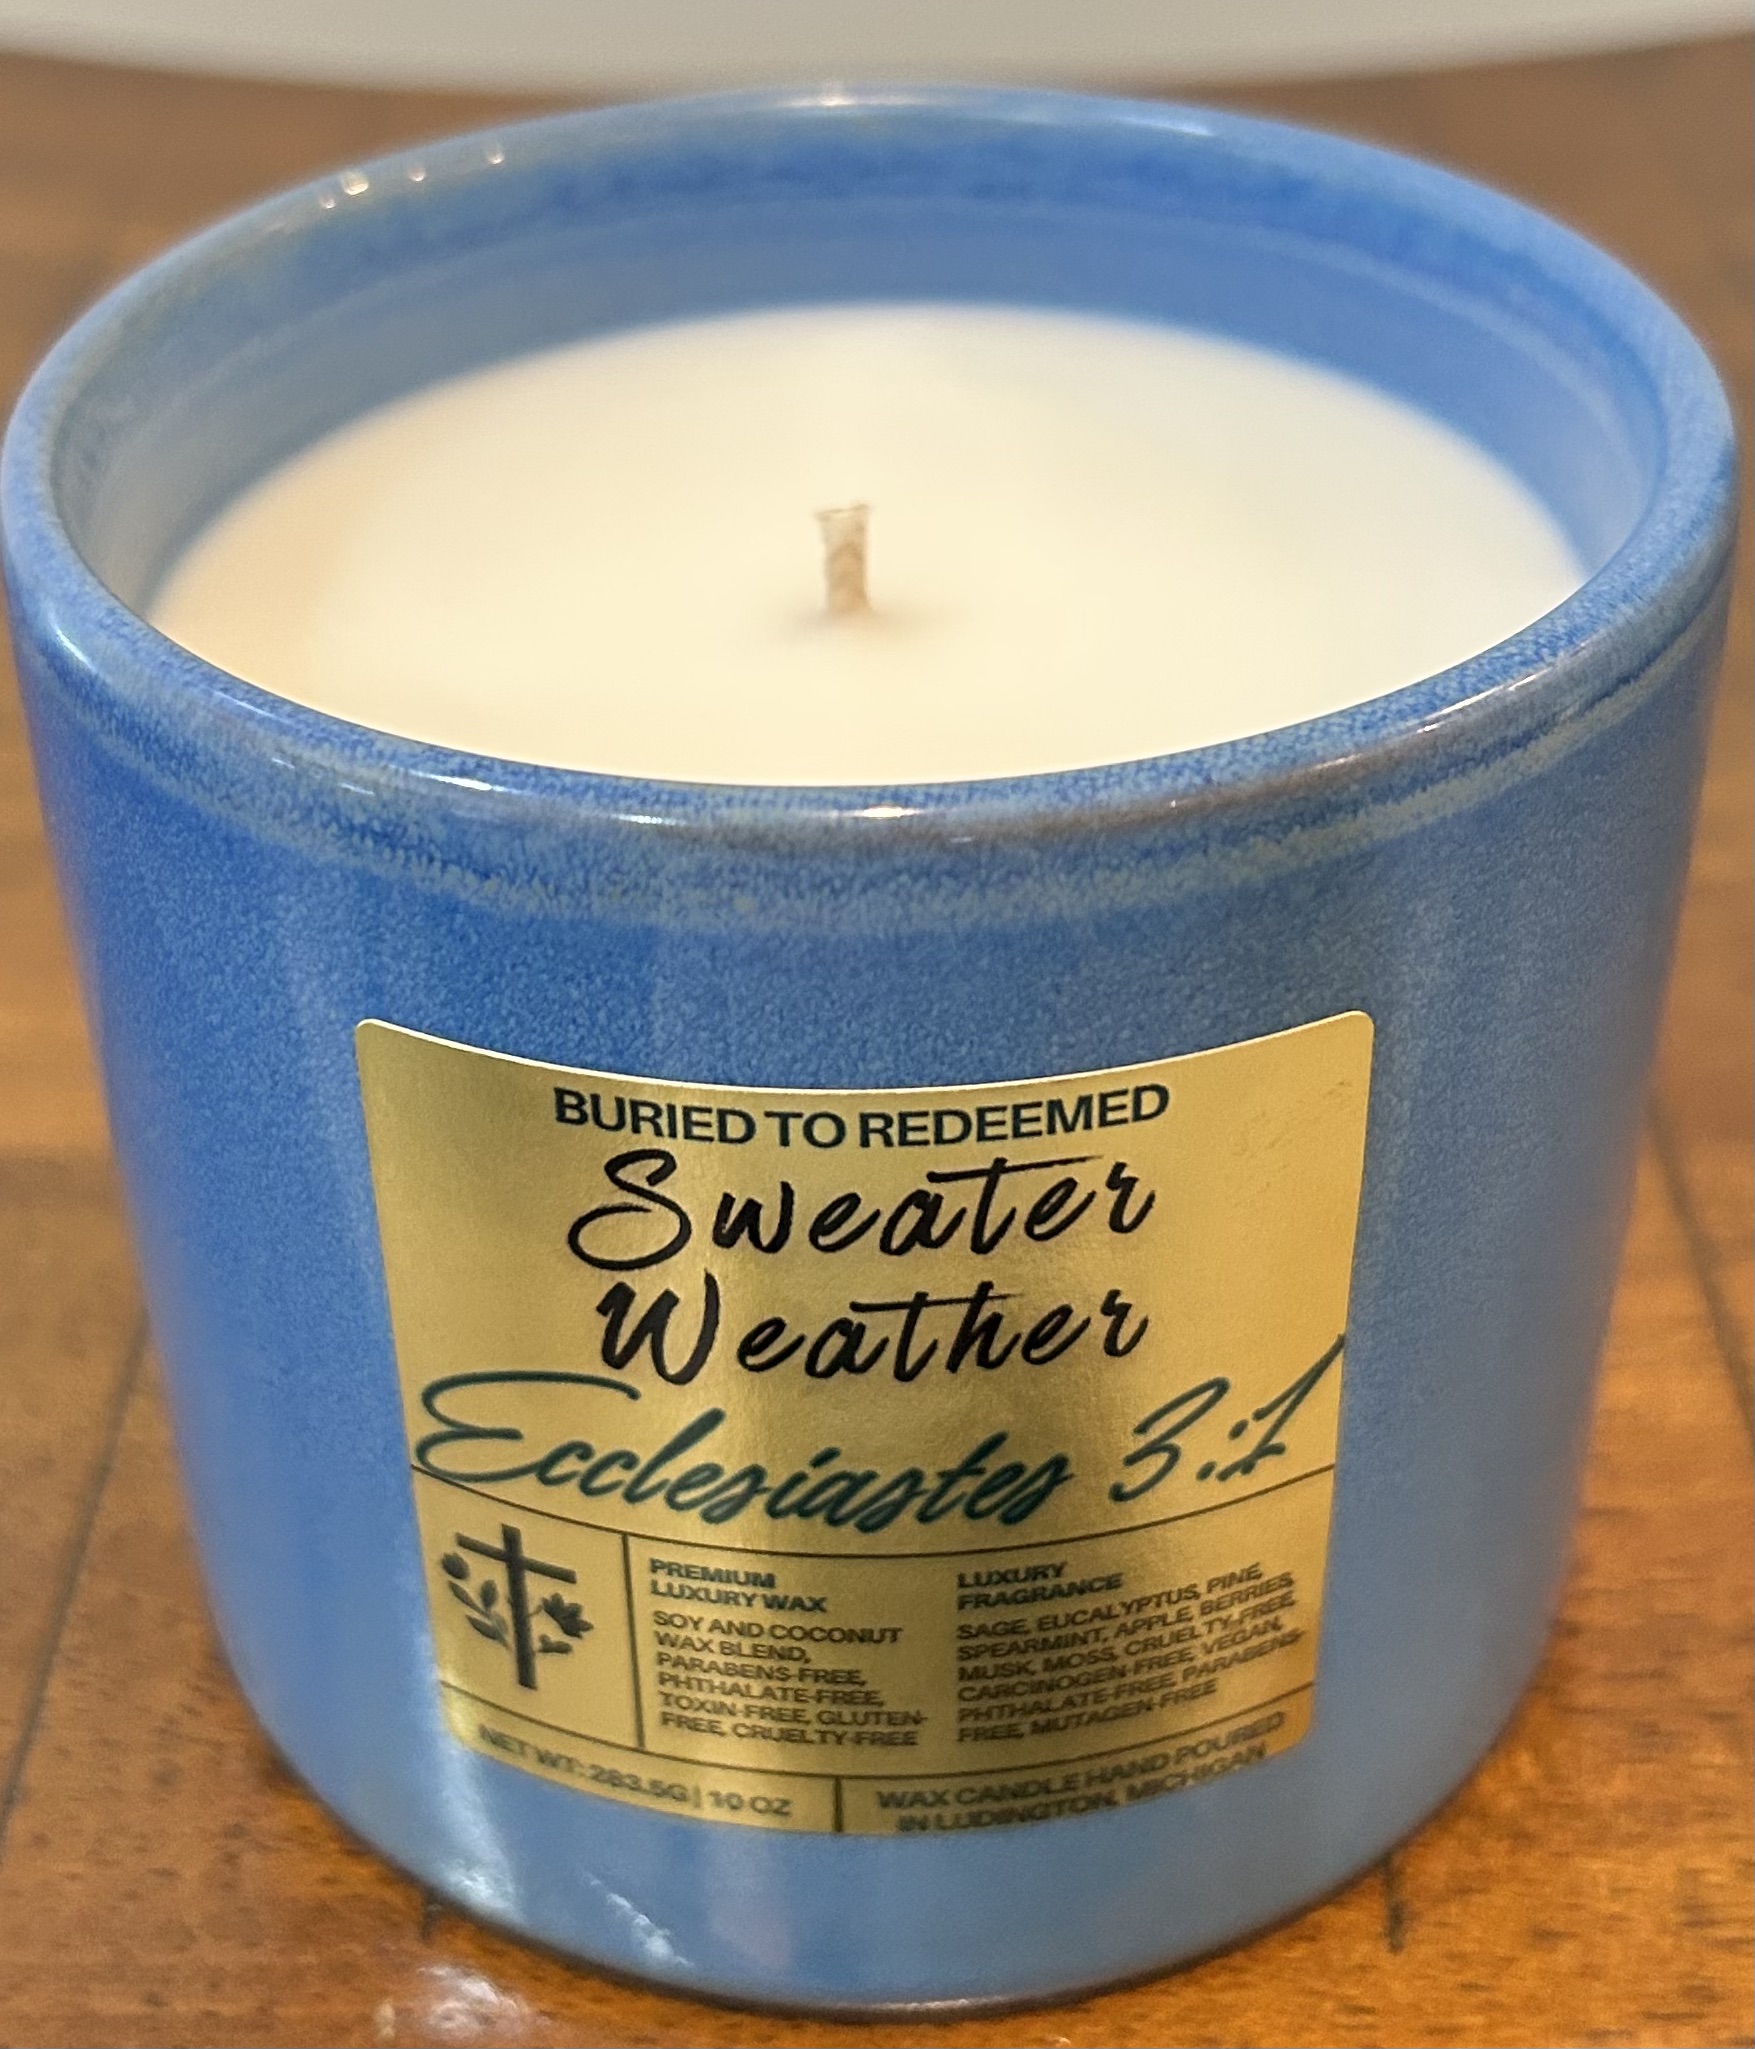 BURIED TO REDEEMED
Sweater
Weather
Ecclesiastes 3:1
PREMIUM
LUXURY WAX
SOY AND COCONUT
WAX BLEND,
PARABENS-FREE,
PHTHALATE-FREE,
TOXIN-FREE, GLUTEN-
FREE, CRUELTY-FREE
LUXURY
FRAGRANCE
SAGE, EUCALYPTUS, PINE,
SPEARMINT, APPLE, BERRIES,
MUSK, MOSS, CRUELTY-FREE,
CARCINOGEN-FREE, VEGAN,
PHTHALATE-FREE, PARABENS-
FREE, MUTAGEN-FREE
NET WT: 283.5G | 10 OZ
WAX CANDLE HAND POURED
IN LUDINGTON, MICHIGAN